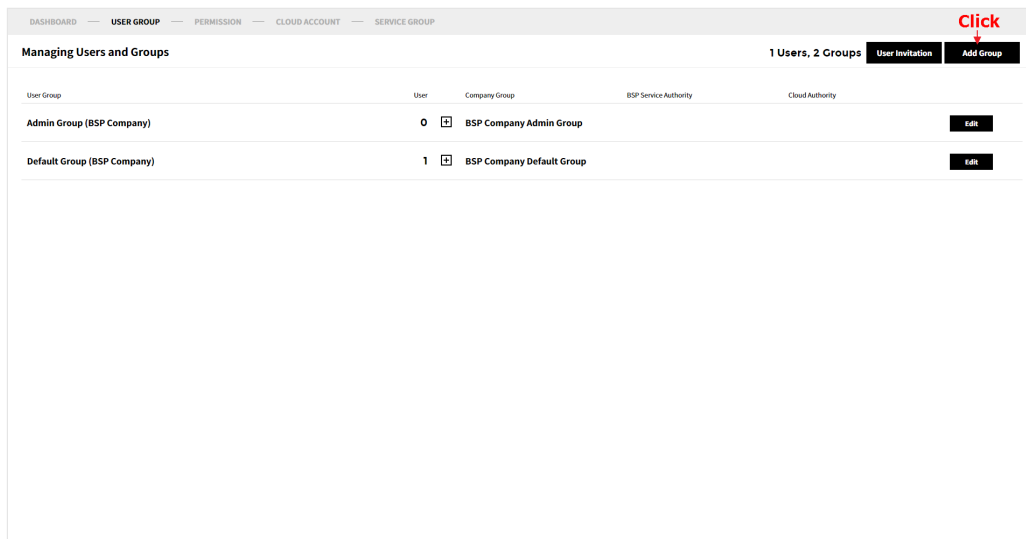 DASHBOARD — USER GROUP — PERMISSION — CLOUD ACCOUNT — SERVICE GROUP
Click
Managing Users and Groups
1 Users, 2 Groups
User Invitation
Add Group
User Group User Company Group BSP Service Authority Cloud Authority
Admin Group (BSP Company) 0 + BSP Company Admin Group Edit
Default Group (BSP Company) 1 + BSP Company Default Group Edit